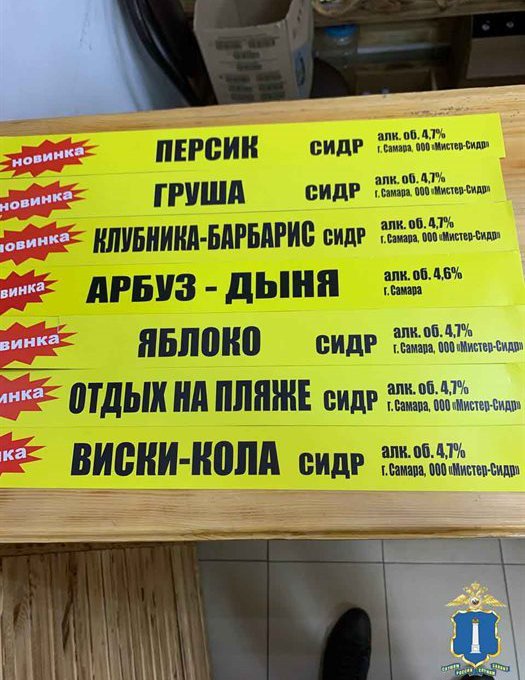 новинка ПЕРСИК сидр алк. об. 4,7%
г. Самара, ООО «Мистер-Сидр»
новинка ГРУША сидр алк. об. 4,7%
г. Самара, ООО «Мистер-Сидр»
новинка КЛУБНИКА-БАРБАРИС сидр алк. об. 4,7%
г. Самара, ООО «Мистер-Сидр»
винка АРБУЗ - ДЫНЯ алк. об. 4,6%
г. Самара
винка ЯБЛОКО сидр алк. об. 4,7%
г. Самара, ООО «Мистер-Сидр»
инка ОТДЫХ НА ПЛЯЖЕ сидр алк. об. 4,7%
г. Самара, ООО «Мистер-Сидр»
ка ВИСКИ-КОЛА сидр алк. об. 4,7%
г. Самара, ООО «Мистер-Сидр»